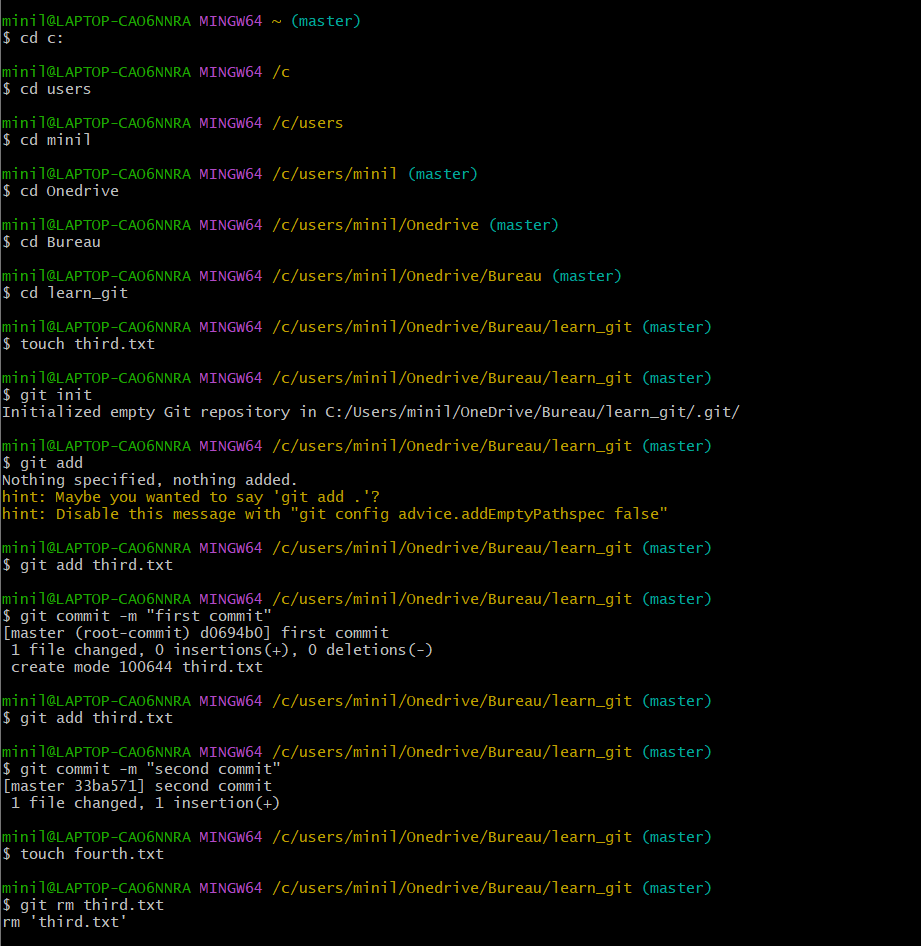 minil@LAPTOP-CAO6NNRA MINGW64 ~ (master)
$ cd c:
minil@LAPTOP-CAO6NNRA MINGW64 /c
$ cd users
minil@LAPTOP-CAO6NNRA MINGW64 /c/users
$ cd minil
minil@LAPTOP-CAO6NNRA MINGW64 /c/users/minil (master)
$ cd Onedrive
minil@LAPTOP-CAO6NNRA MINGW64 /c/users/minil/Onedrive (master)
$ cd Bureau
minil@LAPTOP-CAO6NNRA MINGW64 /c/users/minil/Onedrive/Bureau (master)
$ cd learn_git
minil@LAPTOP-CAO6NNRA MINGW64 /c/users/minil/Onedrive/Bureau/learn_git (master)
$ touch third.txt
minil@LAPTOP-CAO6NNRA MINGW64 /c/users/minil/Onedrive/Bureau/learn_git (master)
$ git init
Initialized empty Git repository in C:/Users/minil/OneDrive/Bureau/learn_git/.git/
minil@LAPTOP-CAO6NNRA MINGW64 /c/users/minil/Onedrive/Bureau/learn_git (master)
$ git add
Nothing specified, nothing added.
hint: Maybe you wanted to say 'git add .'?
hint: Disable this message with "git config advice.addEmptyPathspec false"
minil@LAPTOP-CAO6NNRA MINGW64 /c/users/minil/Onedrive/Bureau/learn_git (master)
$ git add third.txt
minil@LAPTOP-CAO6NNRA MINGW64 /c/users/minil/Onedrive/Bureau/learn_git (master)
$ git commit -m "first commit"
[master (root-commit) d0694b0] first commit
 1 file changed, 0 insertions(+), 0 deletions(-)
 create mode 100644 third.txt
minil@LAPTOP-CAO6NNRA MINGW64 /c/users/minil/Onedrive/Bureau/learn_git (master)
$ git add third.txt
minil@LAPTOP-CAO6NNRA MINGW64 /c/users/minil/Onedrive/Bureau/learn_git (master)
$ git commit -m "second commit"
[master 33ba571] second commit
 1 file changed, 1 insertion(+)
minil@LAPTOP-CAO6NNRA MINGW64 /c/users/minil/Onedrive/Bureau/learn_git (master)
$ touch fourth.txt
minil@LAPTOP-CAO6NNRA MINGW64 /c/users/minil/Onedrive/Bureau/learn_git (master)
$ git rm third.txt
rm 'third.txt'